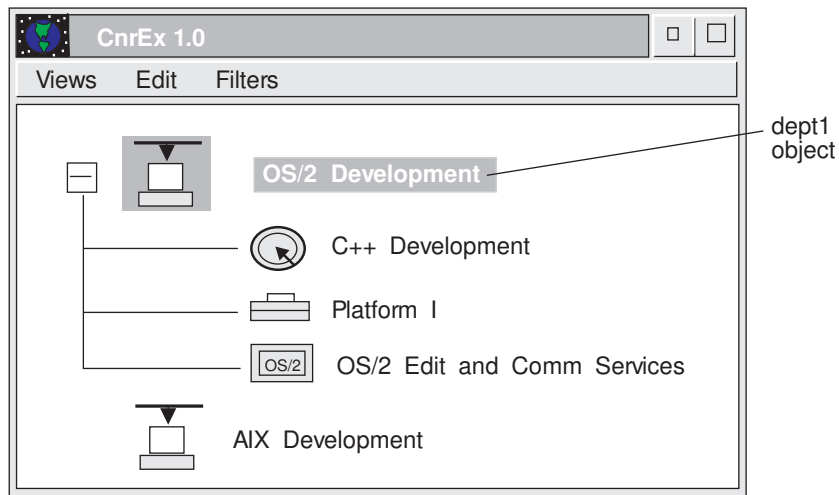 CnrEx 1.0
Views Edit Filters
dept1
object
OS/2 Development
C++ Development
Platform I
OS/2 OS/2 Edit and Comm Services
AIX Development